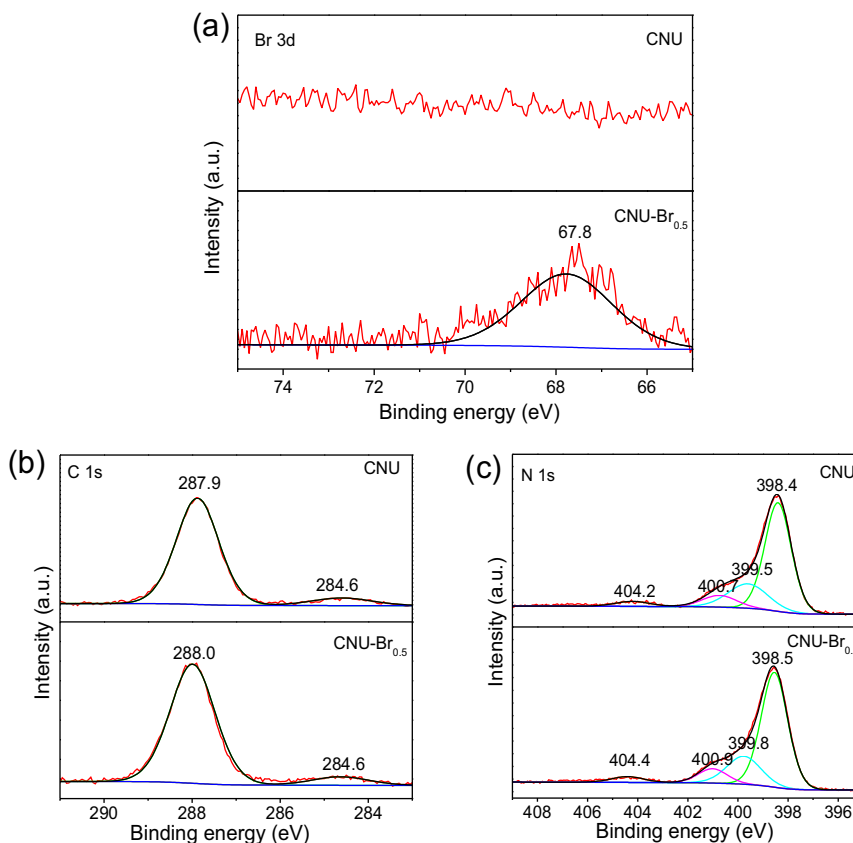 (a)
Br 3d
CNU
CNU-Br0.5
67.8
Intensity (a.u.)
74 72 70 68 66
Binding energy (eV)
(b)
C 1s
CNU
287.9
284.6
CNU-Br0.5
288.0
284.6
Intensity (a.u.)
290 288 286 284
Binding energy (eV)
(c)
N 1s
CNU
398.4
399.5
400.7
404.2
CNU-Br0.
398.5
399.8
400.9
404.4
Intensity (a.u.)
408 406 404 402 400 398 396
Binding energy (eV)